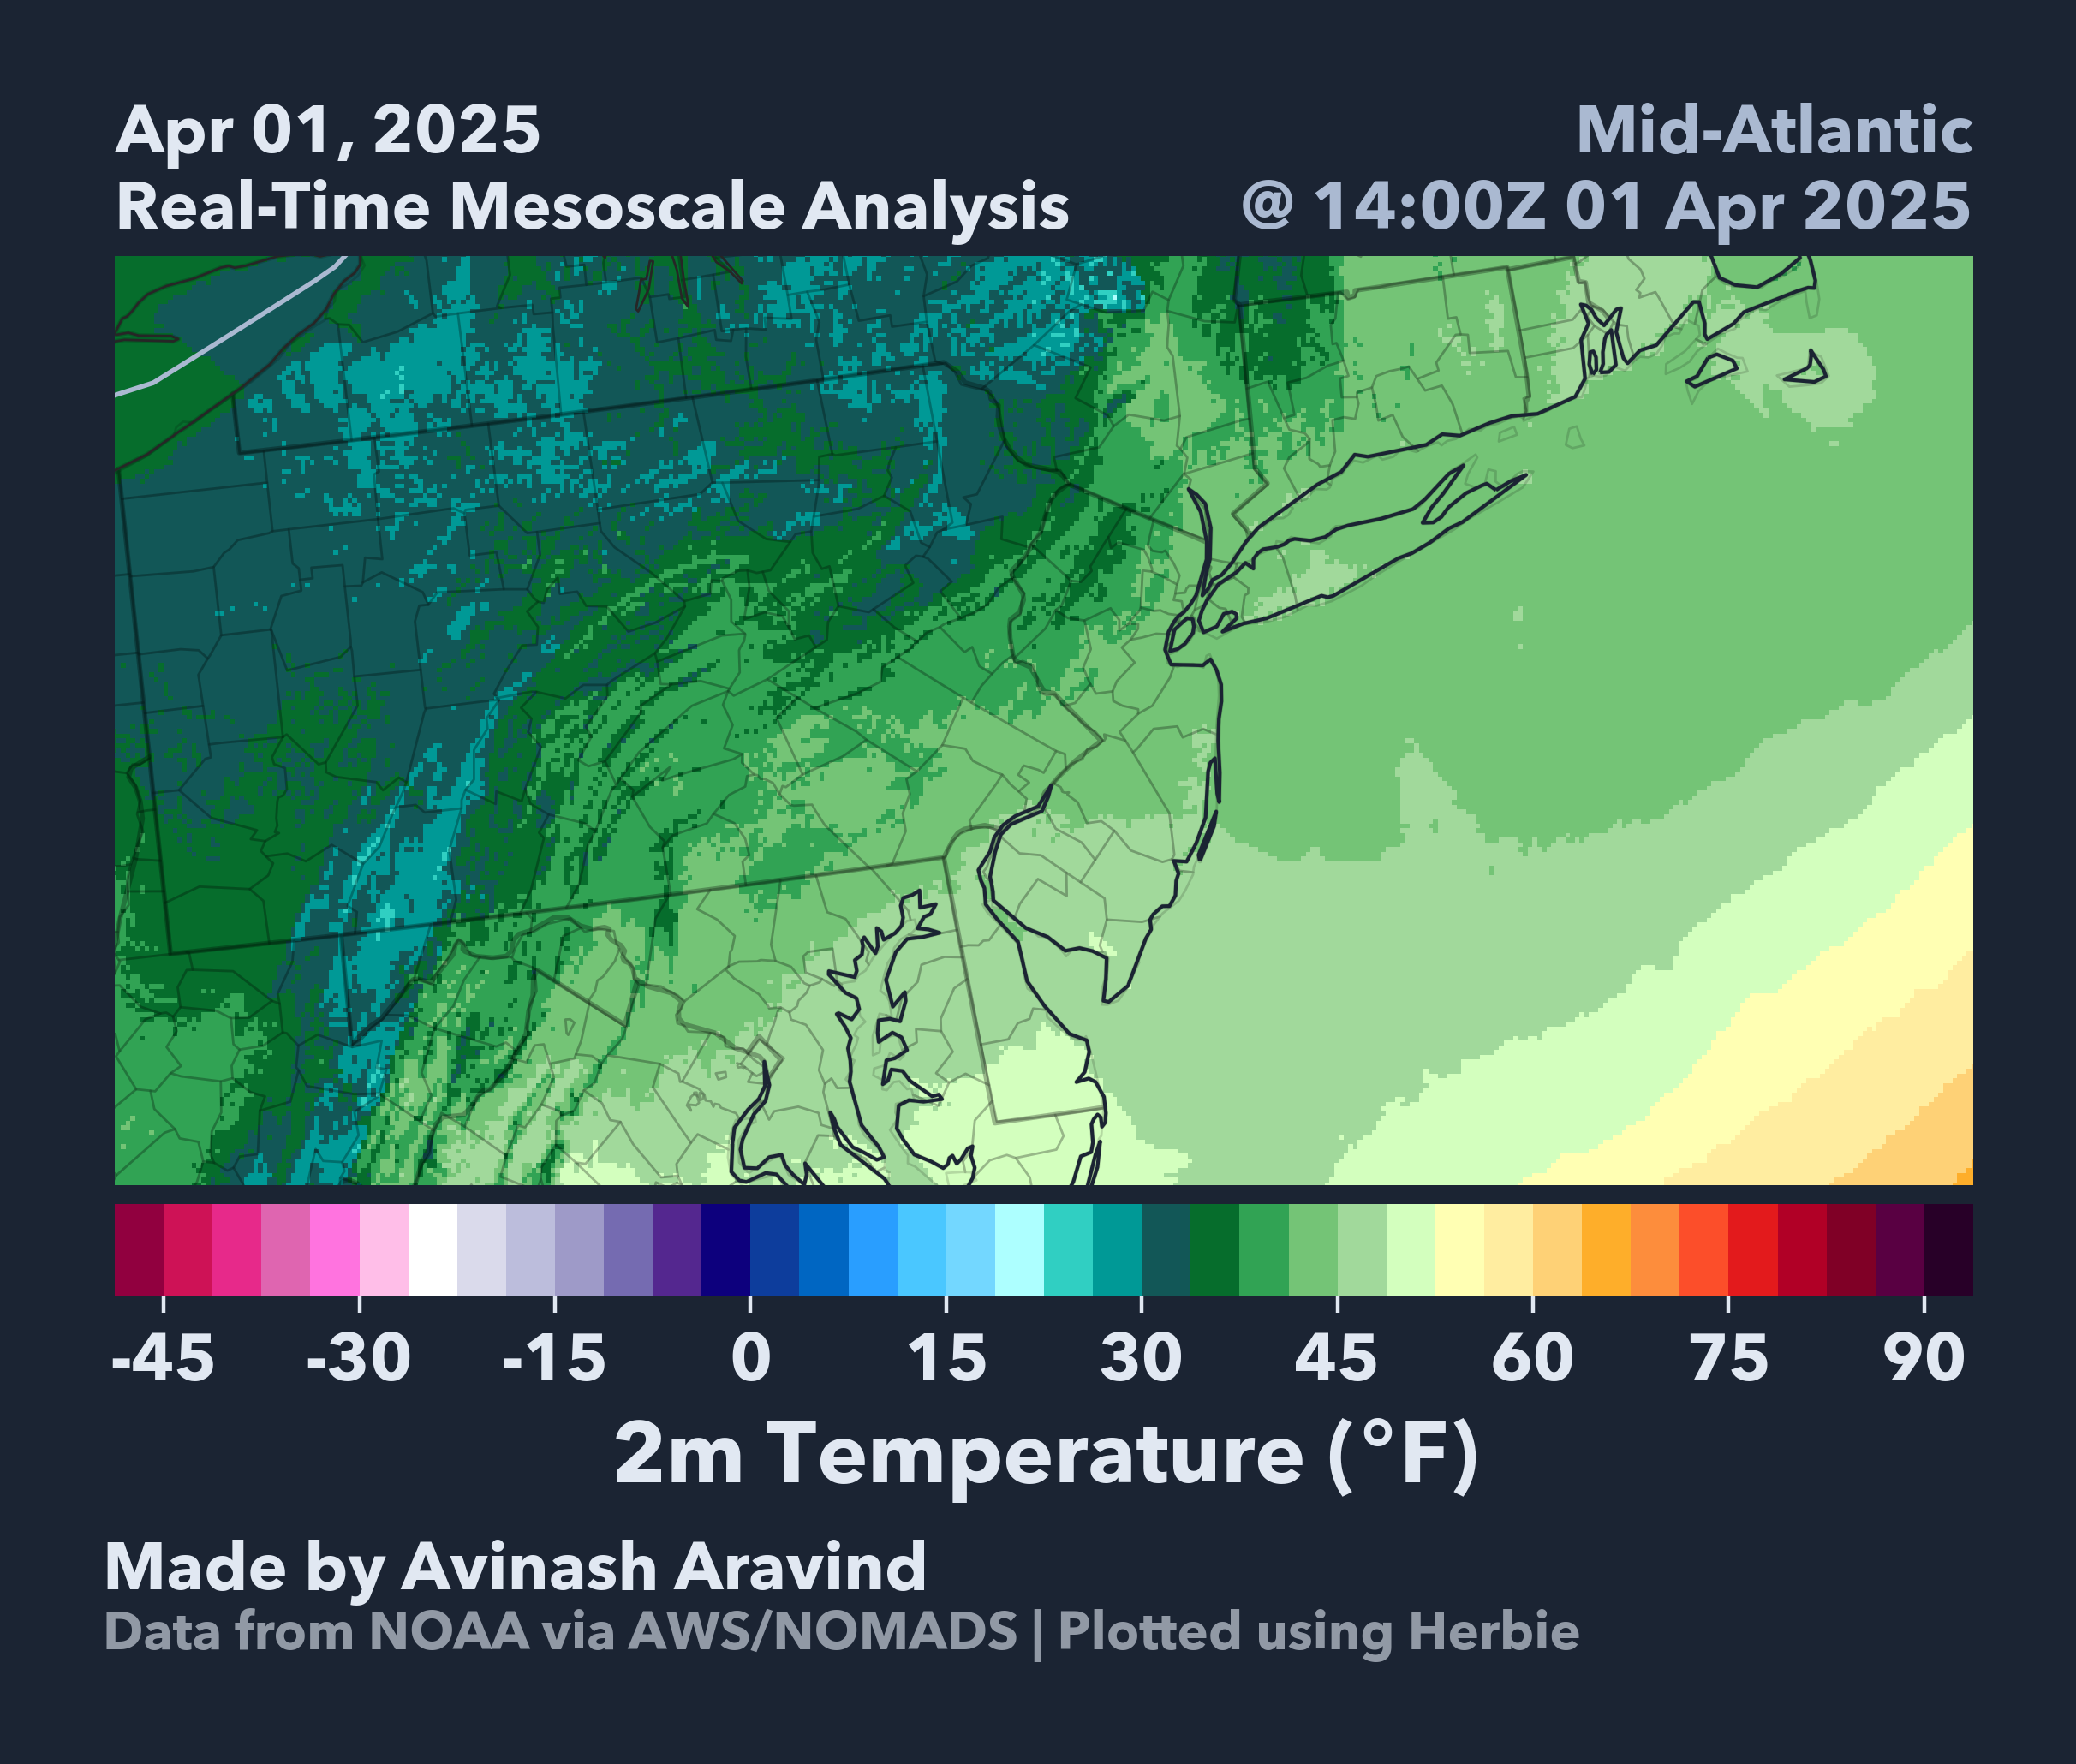 Apr 01, 2025
Mid-Atlantic
Real-Time Mesoscale Analysis
@ 14:00Z 01 Apr 2025
-45 -30 -15 0 15 30 45 60 75 90
2m Temperature (°F)
Made by Avinash Aravind
Data from NOAA via AWS/NOMADS | Plotted using Herbie